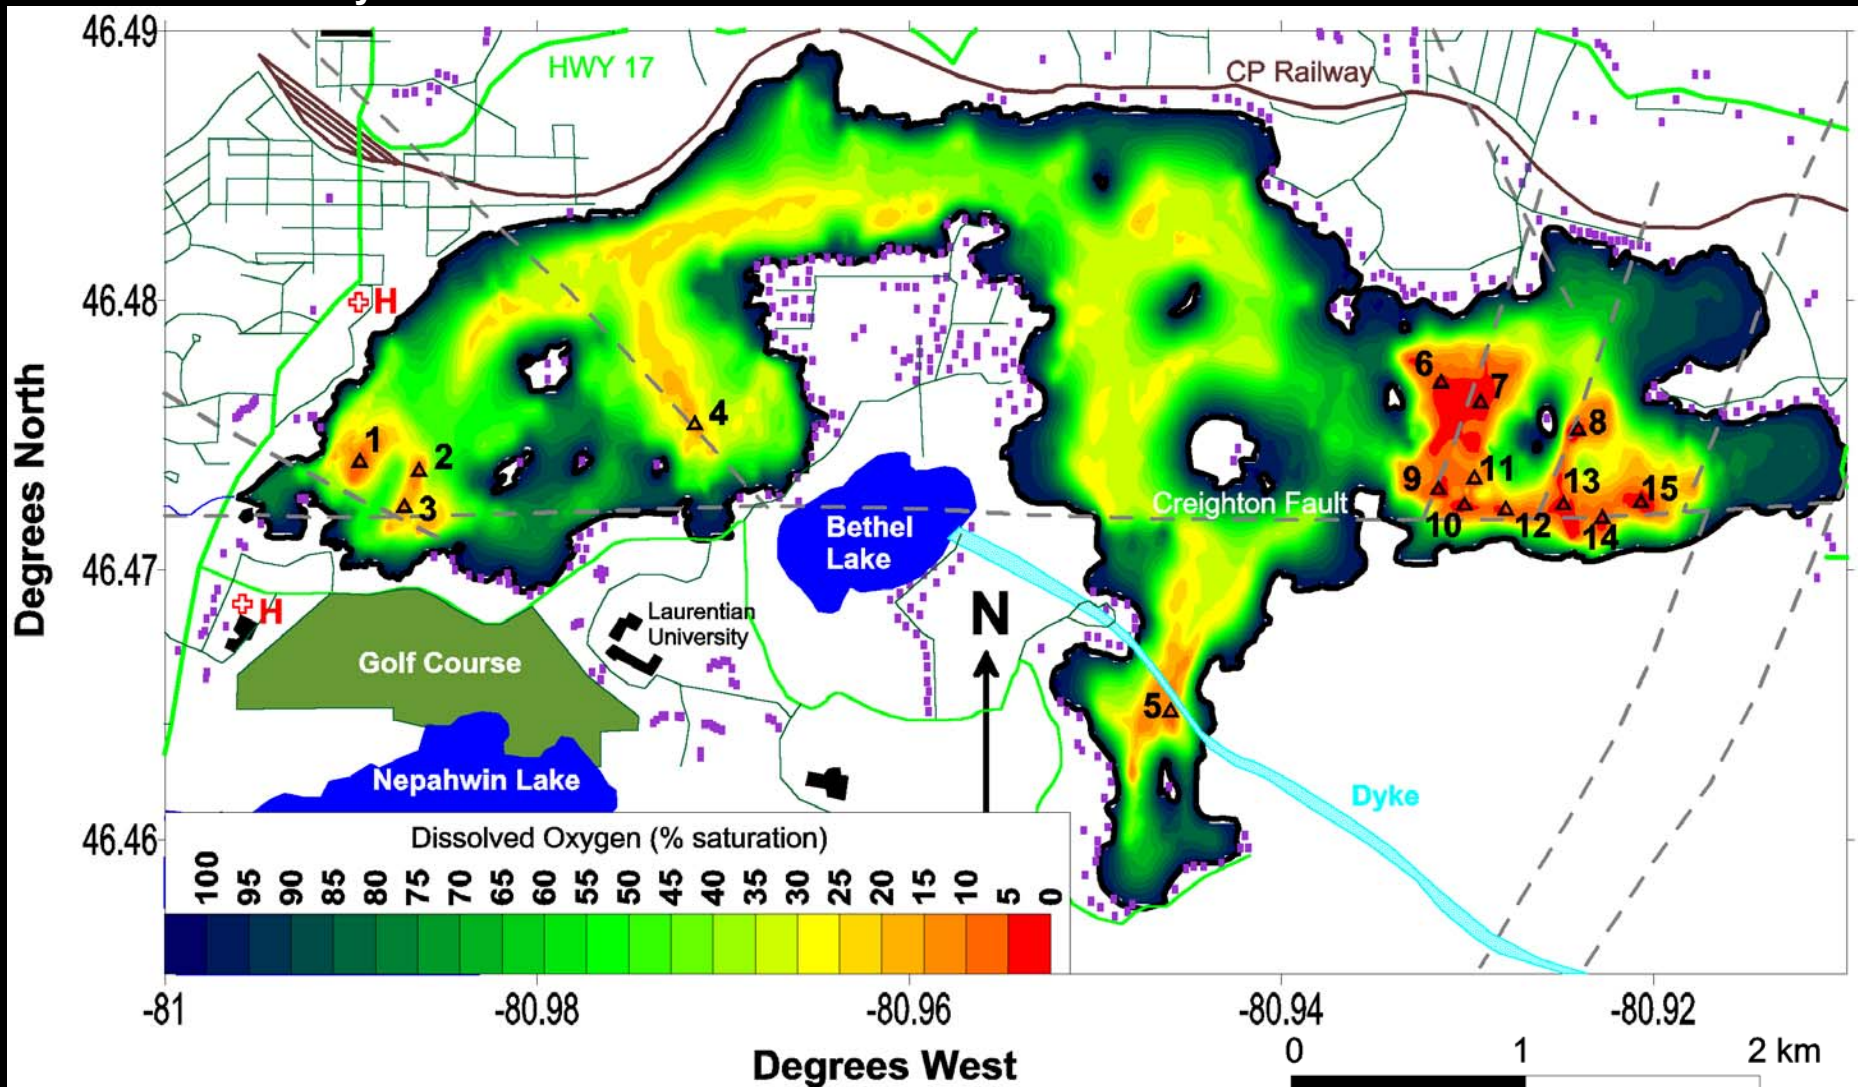 46.49
HWY 17
CP Railway
H
46.48
Degrees North
6
7
4
8
1
2
11
13
15
9
3
Creighton Fault
10
12
14
Bethel
Lake
46.47
N
H
Laurentian
University
Golf Course
5
Nepahwin Lake
Dyke
46.46
Dissolved Oxygen (% saturation)
100 95 90 85 80 75 70 65 60 55 50 45 40 35 30 25 20 15 10 5 0
-81 -80.98 -80.96 -80.94 -80.92
Degrees West
0 1 2 km